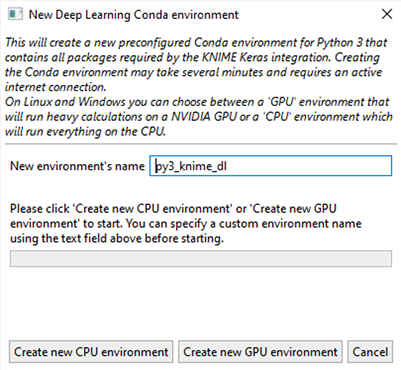 New Deep Learning Conda environment
This will create a new preconfigured Conda environment for Python 3 that
contains all packages required by the KNIME Keras integration. Creating
the Conda environment may take several minutes and requires an active
internet connection.
On Linux and Windows you can choose between a 'GPU' environment that
will run heavy calculations on a NVIDIA GPU or a 'CPU' environment which
will run everything on the CPU.
New environment's name py3_knime_dl
Please click 'Create new CPU environment' or 'Create new GPU
environment' to start. You can specify a custom environment name
using the text field above before starting.
Create new CPU environment Create new GPU environment Cancel